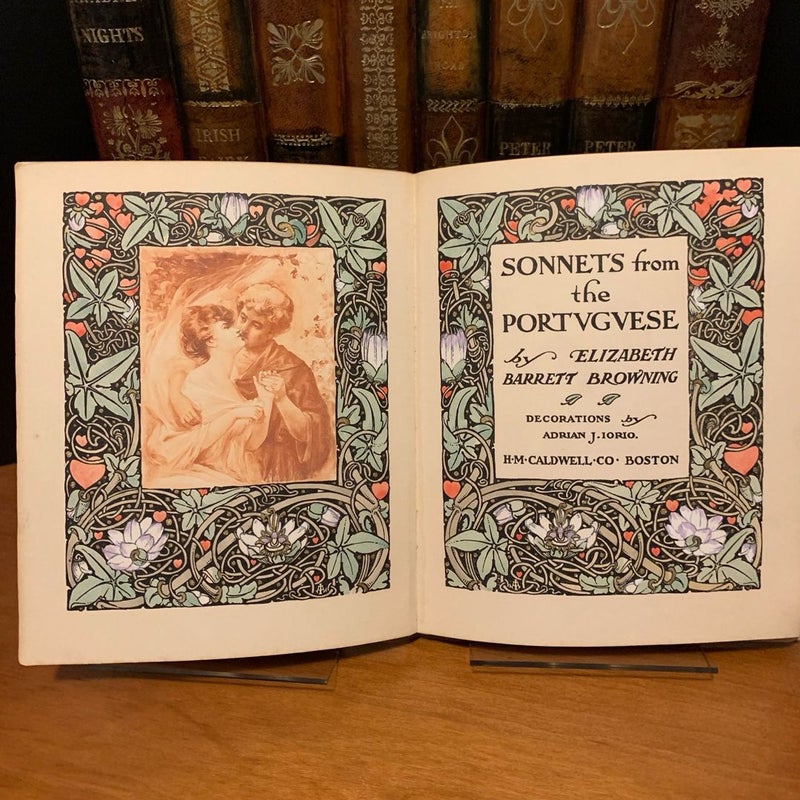 NIGHTS
IRISH
PETER
PETER
SONNETS from
the
PORTVGVESE
by ELIZABETH
BARRETT BROWNING
DECORATIONS by
ADRIAN J. IORIO.
H·M·CALDWELL·CO· BOSTON